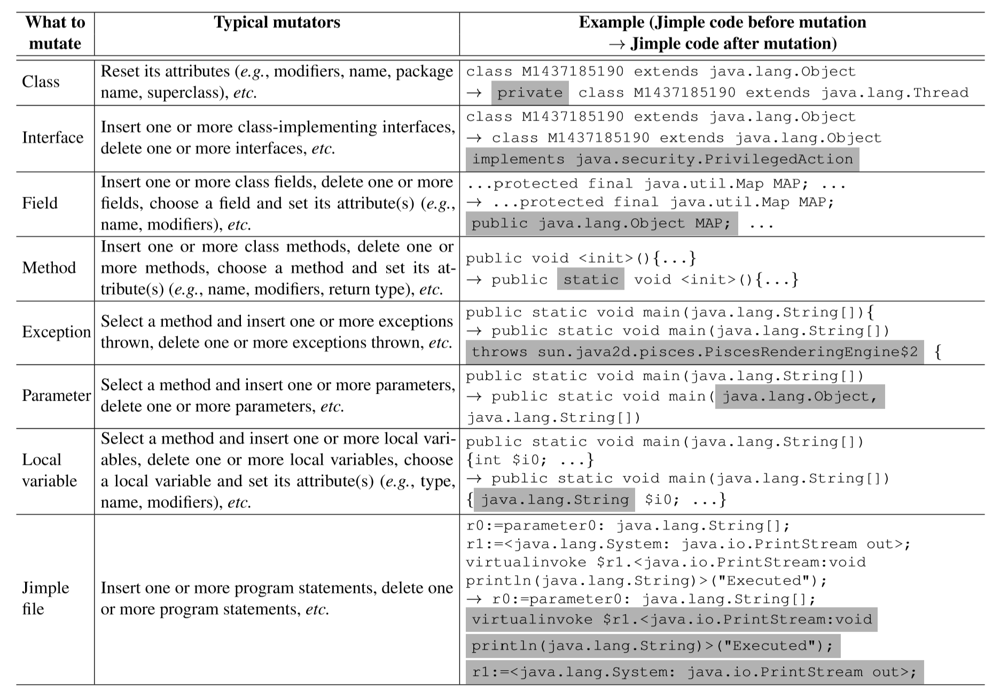 What to mutate
Typical mutators
Example (Jimple code before mutation
→ Jimple code after mutation)
Class
Reset its attributes (e.g., modifiers, name, package
name, superclass), etc.
class M1437185190 extends java.lang.Object
→ private class M1437185190 extends java.lang.Thread
Interface
Insert one or more class-implementing interfaces,
delete one or more interfaces, etc.
class M1437185190 extends java.lang.Object
→ class M1437185190 extends java.lang.Object
implements java.security.PrivilegedAction
Field
Insert one or more class fields, delete one or more
fields, choose a field and set its attribute(s) (e.g.,
name, modifiers), etc.
...protected final java.util.Map MAP; ...
→ ...protected final java.util.Map MAP;
public java.lang.Object MAP; ...
Method
Insert one or more class methods, delete one or
more methods, choose a method and set its at-
tribute(s) (e.g., name, modifiers, return type), etc.
public void <init>(){...}
→ public static void <init>(){...}
Exception
Select a method and insert one or more exceptions
thrown, delete one or more exceptions thrown, etc.
public static void main(java.lang.String[]){
→ public static void main(java.lang.String[])
throws sun.java2d.pisces.PiscesRenderingEngine$2 {
Parameter
Select a method and insert one or more parameters,
delete one or more parameters, etc.
public static void main(java.lang.String[])
→ public static void main( java.lang.Object,
java.lang.String[])
Local
variable
Select a method and insert one or more local vari-
ables, delete one or more local variables, choose
a local variable and set its attribute(s) (e.g., type,
name, modifiers), etc.
public static void main(java.lang.String[])
{int $i0; ...}
→ public static void main(java.lang.String[])
{ java.lang.String $i0; ...}
Jimple
file
Insert one or more program statements, delete one
or more program statements, etc.
r0:=parameter0: java.lang.String[];
r1:=<java.lang.System: java.io.PrintStream out>;
virtualinvoke $r1.<java.io.PrintStream:void
println(java.lang.String)>("Executed");
→ r0:=parameter0: java.lang.String[];
virtualinvoke $r1.<java.io.PrintStream:void
println(java.lang.String)>("Executed");
r1:=<java.lang.System: java.io.PrintStream out>;